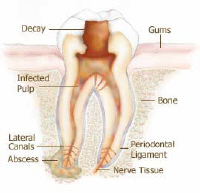 Decay
Gums
Infected
Pulp
Bone
Lateral
Canals
Abscess
Periodontal
Ligament
Nerve Tissue